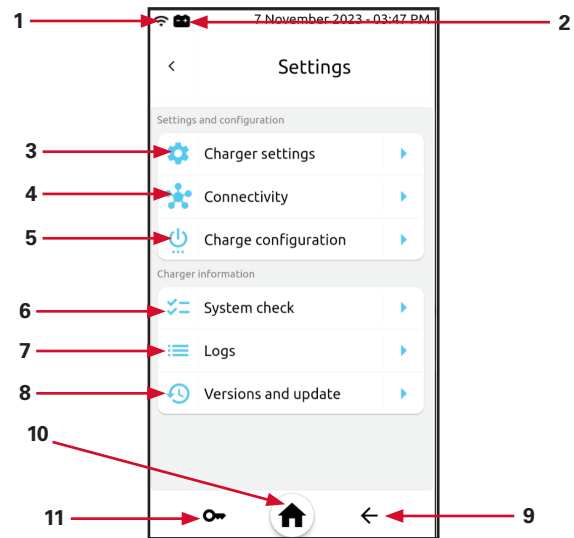 1
2
7 November 2023 - 03:47 PM
Settings
Settings and configuration
3
Charger settings
4
Connectivity
5
Charge configuration
Charger information
6
System check
7
Logs
8
Versions and update
10
11
9